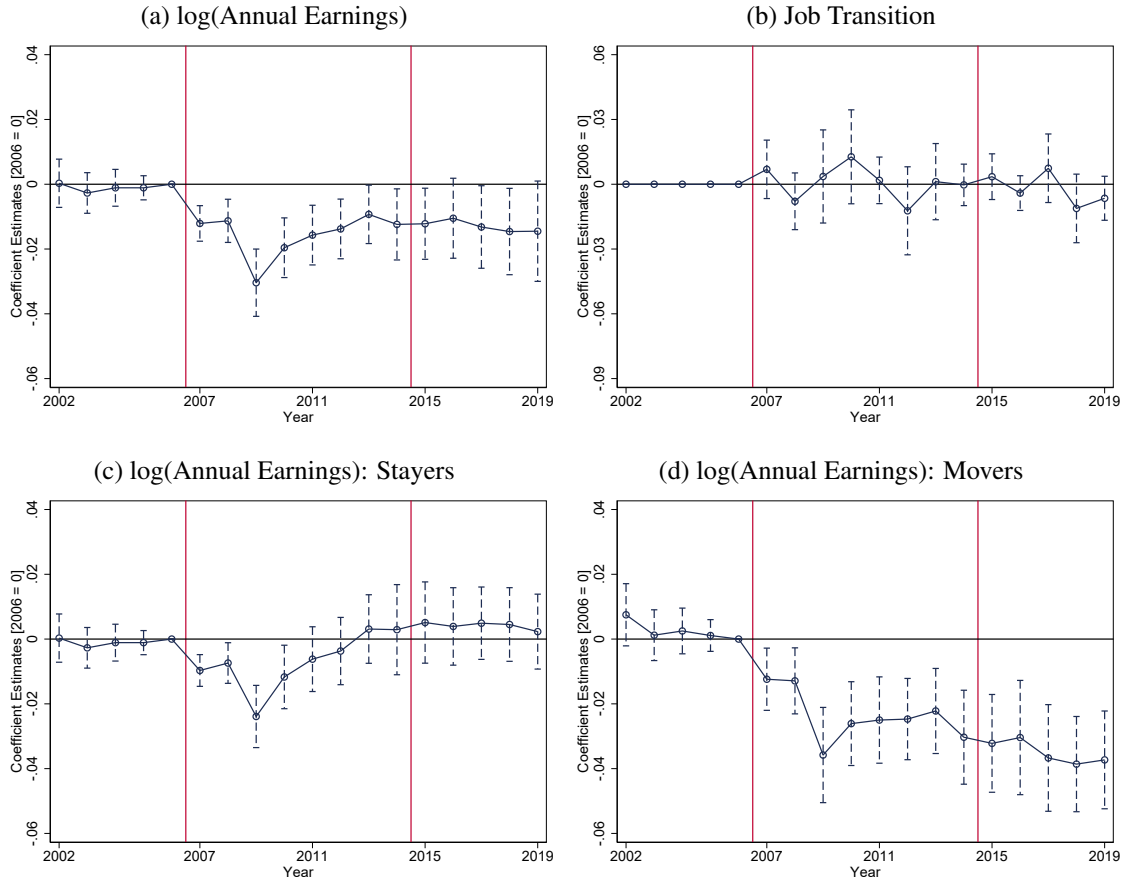 (a) log(Annual Earnings)
Coefficient Estimates [2006 = 0]
.04
.02
0
-.02
-.04
-.06
2002 2007 2011 2015 2019
Year
(b) Job Transition
Coefficient Estimates [2006 = 0]
.06
.03
0
-.03
-.06
-.09
2002 2007 2011 2015 2019
Year
(c) log(Annual Earnings): Stayers
Coefficient Estimates [2006 = 0]
.04
.02
0
-.02
-.04
-.06
2002 2007 2011 2015 2019
Year
(d) log(Annual Earnings): Movers
Coefficient Estimates [2006 = 0]
.04
.02
0
-.02
-.04
-.06
2002 2007 2011 2015 2019
Year